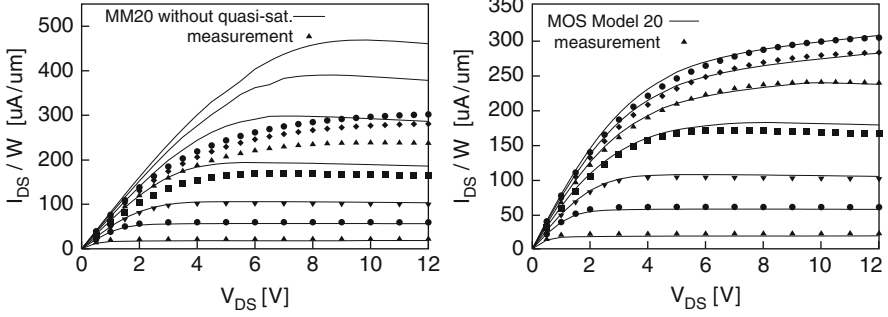 MM20 without quasi-sat.
measurement
500
400
300
200
100
0
0 2 4 6 8 10 12
I_DS / W [uA/um]
V_DS [V]
MOS Model 20
measurement
350
300
250
200
150
100
50
0
0 2 4 6 8 10 12
I_DS / W [uA/um]
V_DS [V]